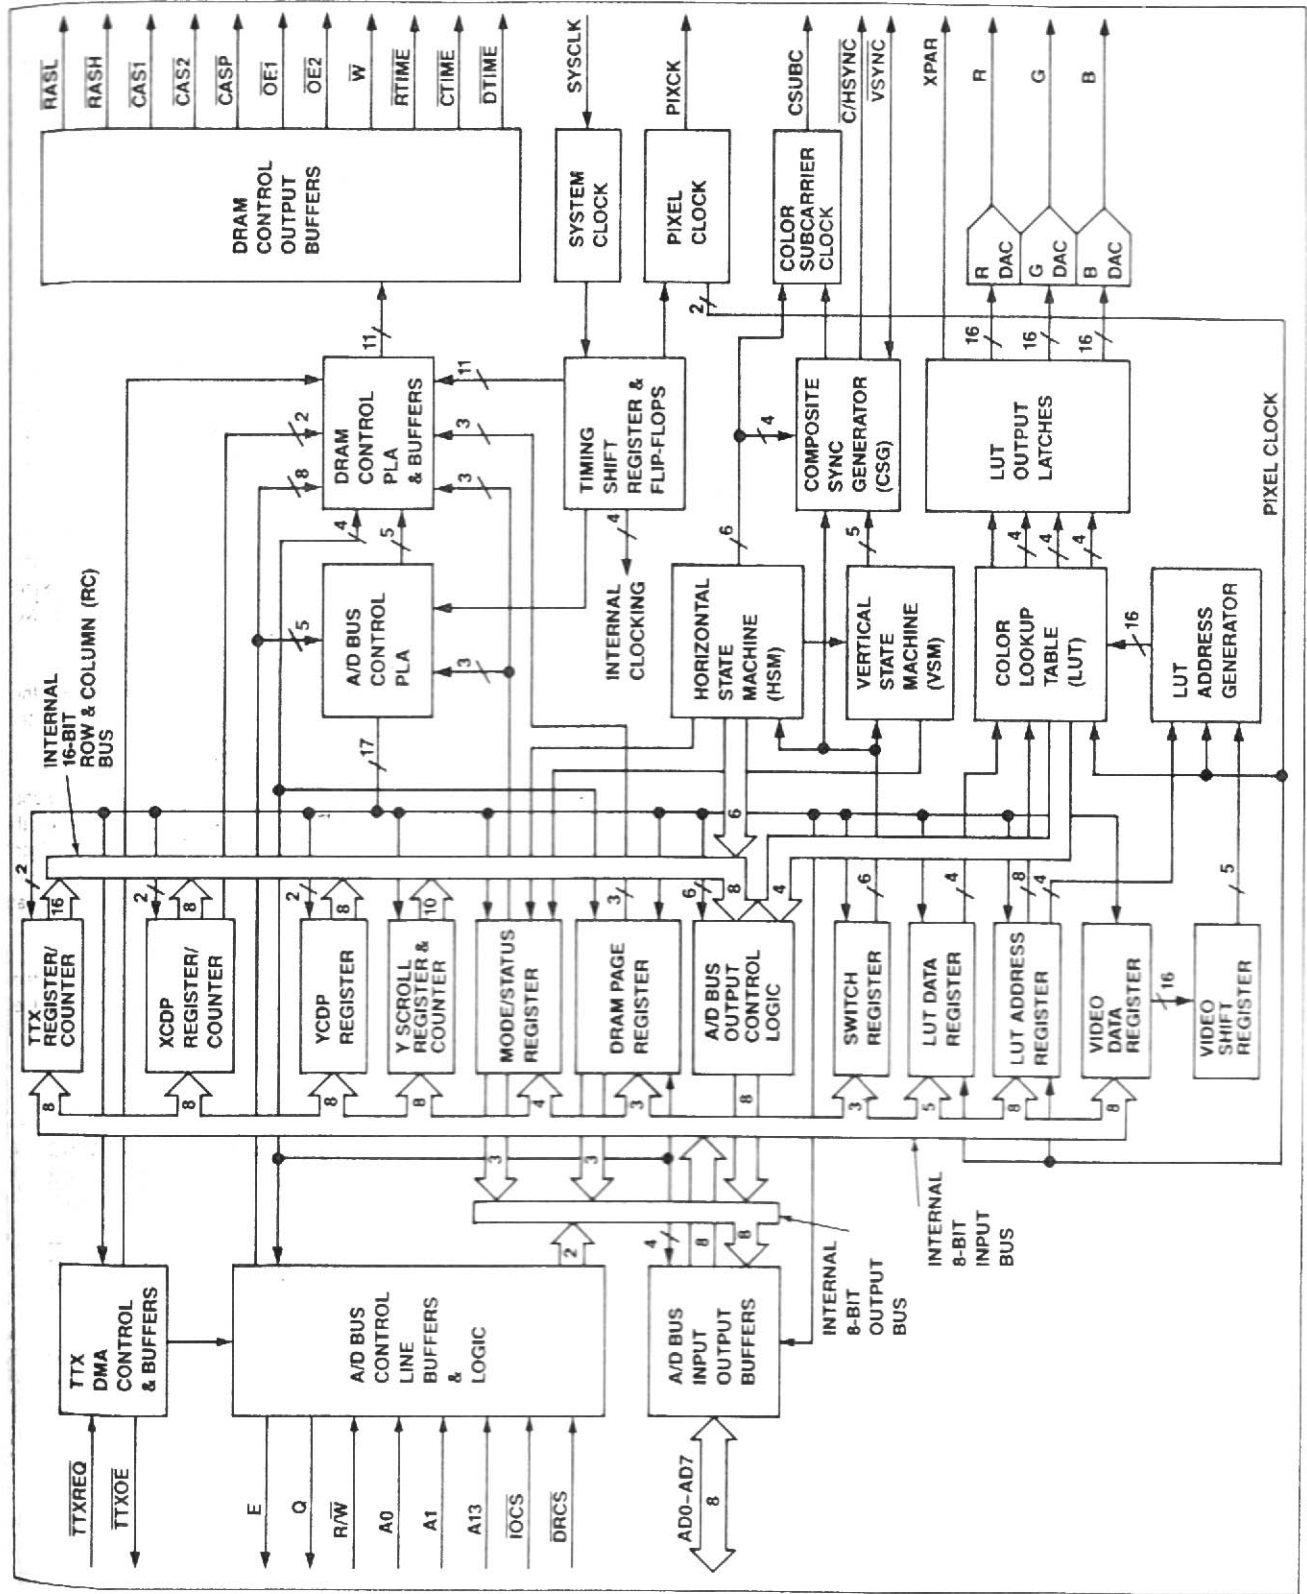 RASL
RASH
CAS1
CAS2
CASP
OE1
OE2
W
RTIME
CTIME
DTIME
SYSCLK
PIXCK
CSUBC
C/HSYNC
VSYNC
XPAR
R
G
B
DRAM
CONTROL
OUTPUT
BUFFERS
SYSTEM
CLOCK
PIXEL
CLOCK
COLOR
SUBCARRIER
CLOCK
R
DAC
G
DAC
B
DAC
11
2
16
16
16
DRAM
CONTROL
PLA
& BUFFERS
2
8
11
3
3
4
5
TIMING
SHIFT
REGISTER &
FLIP-FLOPS
4
INTERNAL
CLOCKING
COMPOSITE
SYNC
GENERATOR
(CSG)
4
6
5
LUT
OUTPUT
LATCHES
4
4
4
PIXEL CLOCK
A/D BUS
CONTROL
PLA
5
3
17
HORIZONTAL
STATE
MACHINE
(HSM)
VERTICAL
STATE
MACHINE
(VSM)
COLOR
LOOKUP
TABLE
(LUT)
16
LUT
ADDRESS
GENERATOR
INTERNAL
16-BIT
ROW & COLUMN (RC)
BUS
2
16
2
8
2
8
10
3
6
6
8
4
6
4
8
4
5
TTX
REGISTER/
COUNTER
XCDP
REGISTER/
COUNTER
YCDP
REGISTER
Y SCROLL
REGISTER &
COUNTER
MODE/STATUS
REGISTER
DRAM PAGE
REGISTER
A/D BUS
OUTPUT
CONTROL
LOGIC
SWITCH
REGISTER
LUT DATA
REGISTER
LUT ADDRESS
REGISTER
VIDEO
DATA
REGISTER
16
VIDEO
SHIFT
REGISTER
8
8
8
8
4
3
8
3
5
8
8
3
3
2
4
8
8
INTERNAL
8-BIT
OUTPUT
BUS
INTERNAL
8-BIT
INPUT
BUS
TTX
DMA
CONTROL
& BUFFERS
A/D BUS
CONTROL
LINE
BUFFERS
&
LOGIC
A/D BUS
INPUT
OUTPUT
BUFFERS
TTXREQ
TTXOE
E
Q
R/W
A0
A1
A13
IOCS
DRCS
AD0–AD7
8